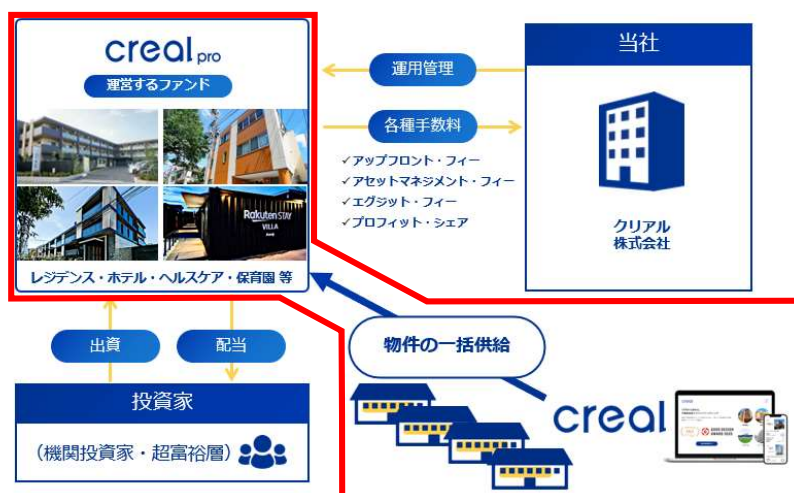 creal pro
運営するファンド
Rakuten STAY
VILLA
レジデンス・ホテル・ヘルスケア・保育園 等
運用管理
各種手数料
✓アップフロント・フィー
✓アセットマネジメント・フィー
✓エグジット・フィー
✓プロフィット・シェア
当社
クリアル
株式会社
出資
配当
物件の一括供給
投資家
(機関投資家・超富裕層)
creal